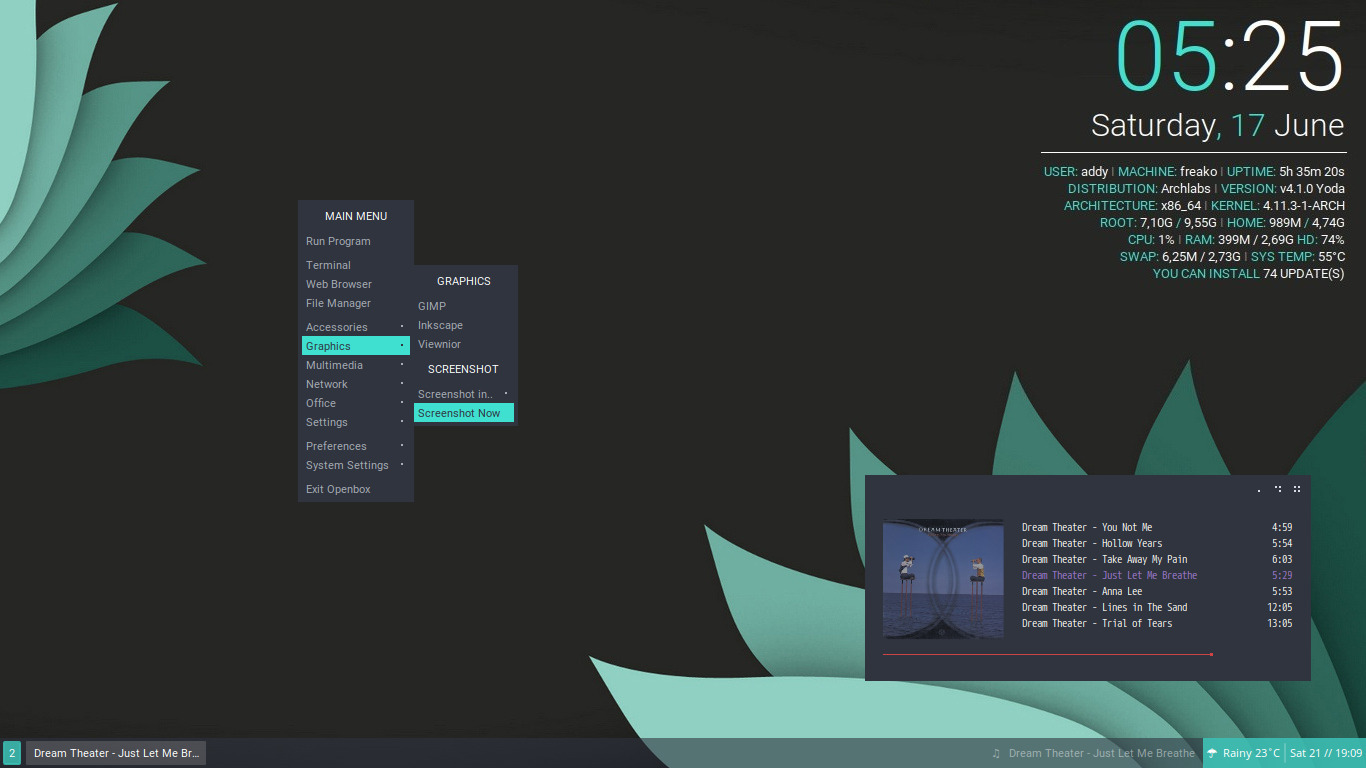 05:25
Saturday, 17 June
USER: addy | MACHINE: freako | UPTIME: 5h 35m 20s
DISTRIBUTION: Archlabs | VERSION: v4.1.0 Yoda
ARCHITECTURE: x86_64 | KERNEL: 4.11.3-1-ARCH
ROOT: 7,10G / 9,55G | HOME: 989M / 4,74G
CPU: 1% | RAM: 399M / 2,69G HD: 74%
SWAP: 6,25M / 2,73G | SYS TEMP: 55°C
YOU CAN INSTALL 74 UPDATE(S)
MAIN MENU
Run Program
Terminal
Web Browser
File Manager
Accessories
Graphics
Multimedia
Network
Office
Settings
Preferences
System Settings
Exit Openbox
GRAPHICS
GIMP
Inkscape
Viewnior
SCREENSHOT
Screenshot in..
Screenshot Now
DREAM THEATER
Dream Theater - You Not Me 4:59
Dream Theater - Hollow Years 5:54
Dream Theater - Take Away My Pain 6:03
Dream Theater - Just Let Me Breathe 5:29
Dream Theater - Anna Lee 5:53
Dream Theater - Lines in The Sand 12:05
Dream Theater - Trial of Tears 13:05
2 Dream Theater - Just Let Me Br... ♫ Dream Theater - Just Let Me Breathe Rainy 23°C Sat 21 // 19:09